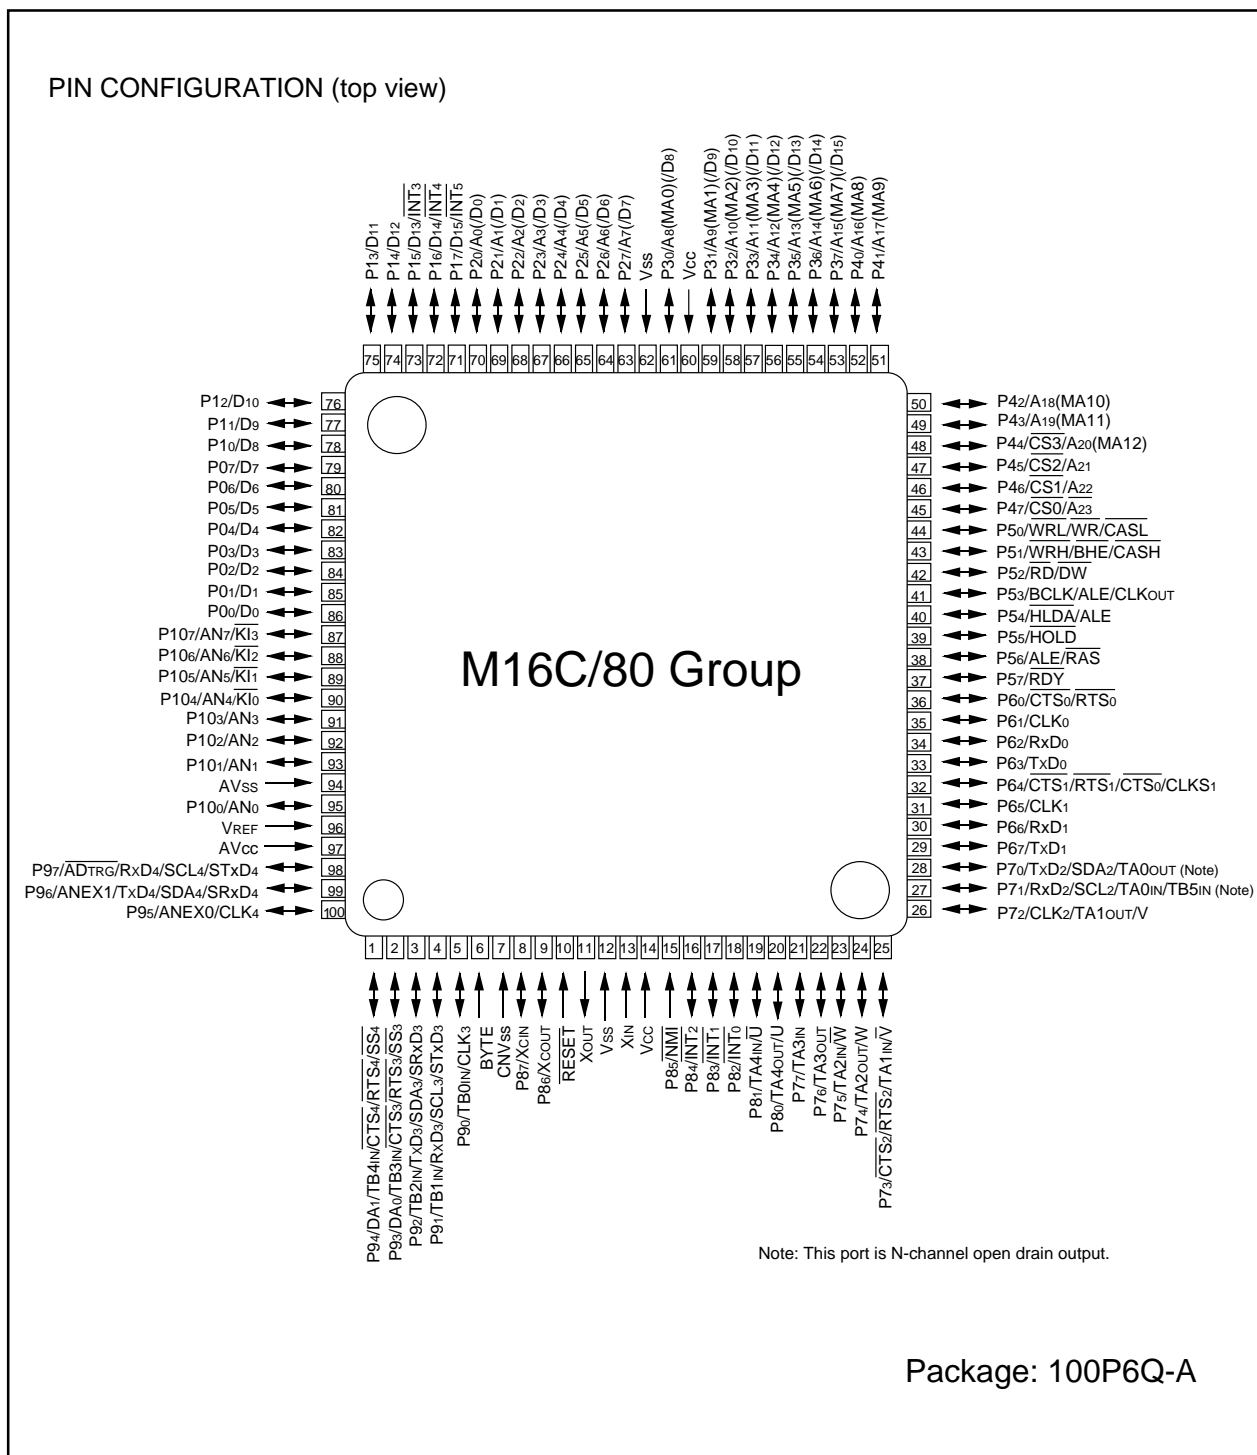 PIN CONFIGURATION (top view)
P13/D11
P14/D12
P15/D13/INT3
P16/D14/INT4
P17/D15/INT5
P20/A0(/D0)
P21/A1(/D1)
P22/A2(/D2)
P23/A3(/D3)
P24/A4(/D4)
P25/A5(/D5)
P26/A6(/D6)
P27/A7(/D7)
Vss
P30/A8(MA0)(/D8)
Vcc
P31/A9(MA1)(/D9)
P32/A10(MA2)(/D10)
P33/A11(MA3)(/D11)
P34/A12(MA4)(/D12)
P35/A13(MA5)(/D13)
P36/A14(MA6)(/D14)
P37/A15(MA7)(/D15)
P40/A16(MA8)
P41/A17(MA9)
75 74 73 72 71 70 69 68 67 66 65 64 63 62 61 60 59 58 57 56 55 54 53 52 51
P12/D10 76
P11/D9 77
P10/D8 78
P07/D7 79
P06/D6 80
P05/D5 81
P04/D4 82
P03/D3 83
P02/D2 84
P01/D1 85
P00/D0 86
P107/AN7/KI3 87
P106/AN6/KI2 88
P105/AN5/KI1 89
P104/AN4/KI0 90
P103/AN3 91
P102/AN2 92
P101/AN1 93
AVss 94
P100/AN0 95
VREF 96
AVcc 97
P97/ADTRG/RxD4/SCL4/STxD4 98
P96/ANEX1/TxD4/SDA4/SRxD4 99
P95/ANEX0/CLK4 100
M16C/80 Group
50 P42/A18(MA10)
49 P43/A19(MA11)
48 P44/CS3/A20(MA12)
47 P45/CS2/A21
46 P46/CS1/A22
45 P47/CS0/A23
44 P50/WRL/WR/CASL
43 P51/WRH/BHE/CASH
42 P52/RD/DW
41 P53/BCLK/ALE/CLKOUT
40 P54/HLDA/ALE
39 P55/HOLD
38 P56/ALE/RAS
37 P57/RDY
36 P60/CTS0/RTS0
35 P61/CLK0
34 P62/RxD0
33 P63/TxD0
32 P64/CTS1/RTS1/CTS0/CLKS1
31 P65/CLK1
30 P66/RxD1
29 P67/TxD1
28 P70/TxD2/SDA2/TA0OUT (Note)
27 P71/RxD2/SCL2/TA0IN/TB5IN (Note)
26 P72/CLK2/TA1OUT/V
1 2 3 4 5 6 7 8 9 10 11 12 13 14 15 16 17 18 19 20 21 22 23 24 25
P94/DA1/TB4IN/CTS4/RTS4/SS4
P93/DA0/TB3IN/CTS3/RTS3/SS3
P92/TB2IN/TxD3/SDA3/SRxD3
P91/TB1IN/RxD3/SCL3/STxD3
P90/TB0IN/CLK3
BYTE
CNVss
P87/XCIN
P86/XCOUT
RESET
XOUT
Vss
XIN
Vcc
P85/NMI
P84/INT2
P83/INT1
P82/INT0
P81/TA4IN/U
P80/TA4OUT/U
P77/TA3IN
P76/TA3OUT
P75/TA2IN/W
P74/TA2OUT/W
P73/CTS2/RTS2/TA1IN/V
Note: This port is N-channel open drain output.
Package: 100P6Q-A